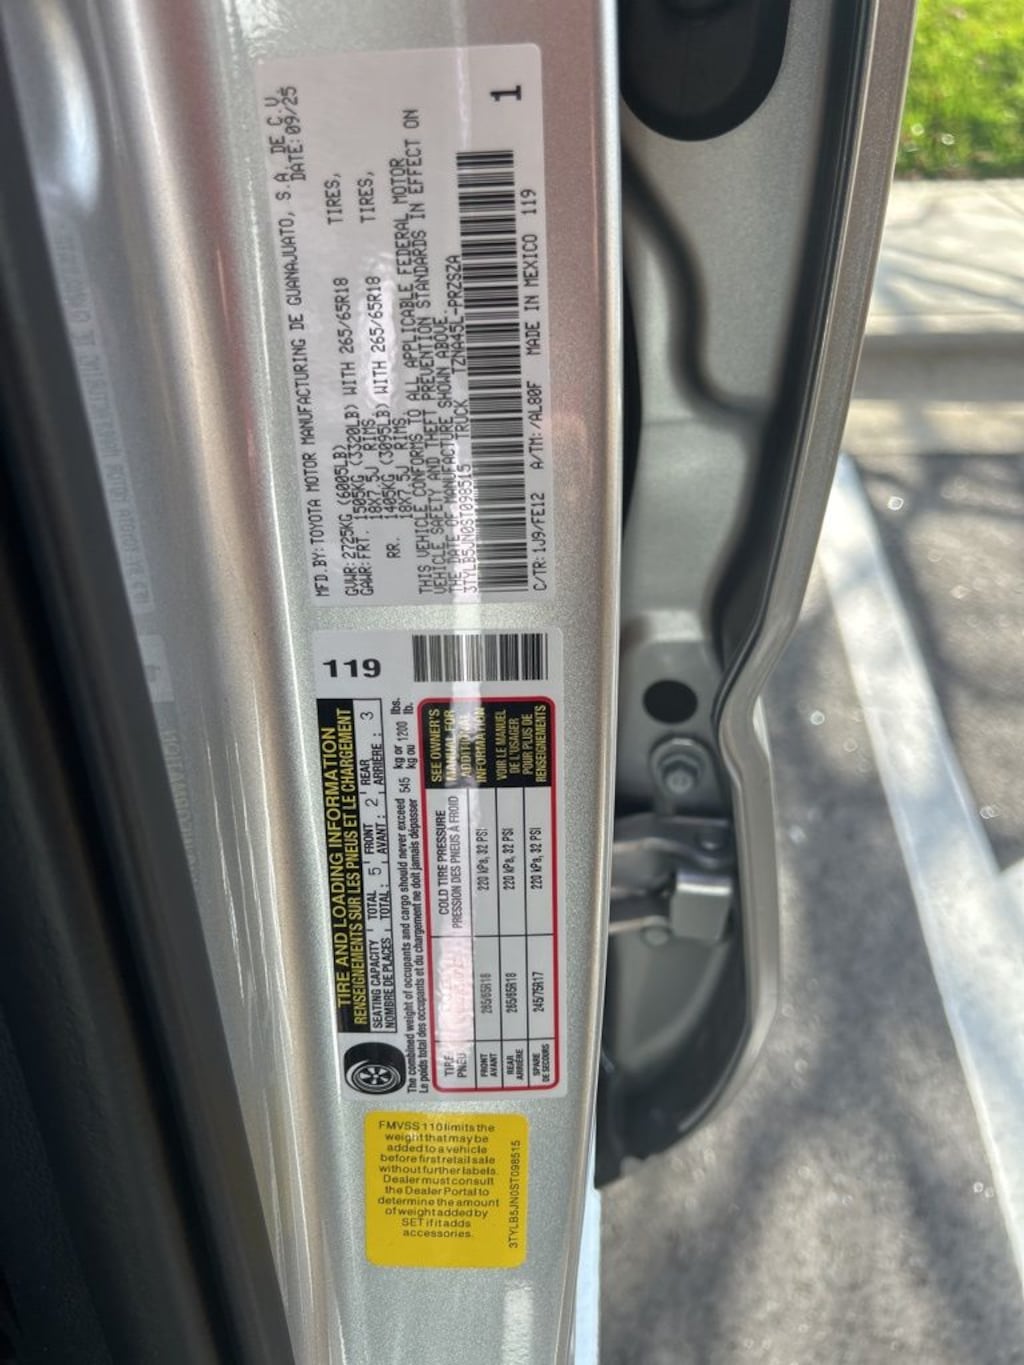 MFD.BY:TOYOTA MOTOR MANUFACTURING DE GUANAJUATO, S.A. DE C.V.
DATE:09/25
GVWR:2725KG (6005LB)
GAWR:FRT. 1505KG (3320LB) WITH 265/65R18 TIRES,
18X7.5J RIMS
RR. 1405KG (3095LB) WITH 265/65R18 TIRES,
18X7.5J RIMS
THIS VEHICLE CONFORMS TO ALL APPLICABLE FEDERAL MOTOR
VEHICLE SAFETY AND THEFT PREVENTION STANDARDS IN EFFECT ON
THE DATE OF MANUFACTURE SHOWN ABOVE.
3TYLB5JN0ST098515 TRUCK TZNA45L-PRZSZA
C/TR:1J9/FE12 A/TM:/AL80F MADE IN MEXICO 119
1
119
TIRE AND LOADING INFORMATION
RENSEIGNEMENTS SUR LES PNEUS ET LE CHARGEMENT
SEATING CAPACITY TOTAL 5 FRONT 2 REAR 3
NOMBRE DE PLACES TOTAL: AVANT: ARRIÈRE:
The combined weight of occupants and cargo should never exceed 545 kg or 1200 lbs.
Le poids total des occupants et du chargement ne doit jamais dépasser kg ou lb.
TIRE
PNEU
COLD TIRE PRESSURE
PRESSION DES PNEUS À FROID
SEE OWNER'S
MANUAL FOR
ADDITIONAL
INFORMATION
VOIR LE MANUEL
DE L'USAGER
POUR PLUS DE
RENSEIGNEMENTS
FRONT
AVANT
265/65R18
220 kPa, 32 PSI
REAR
ARRIÈRE
265/65R18
220 kPa, 32 PSI
SPARE
DE SECOURS
245/75R17
220 kPa, 32 PSI
FMVSS 110 limits the
weight that may be
added to a vehicle
before first retail sale
without further labels.
Dealer must consult
the Dealer Portal to
determine the amount
of weight added by
SET if it adds
accessories.
3TYLB5JN0ST098515